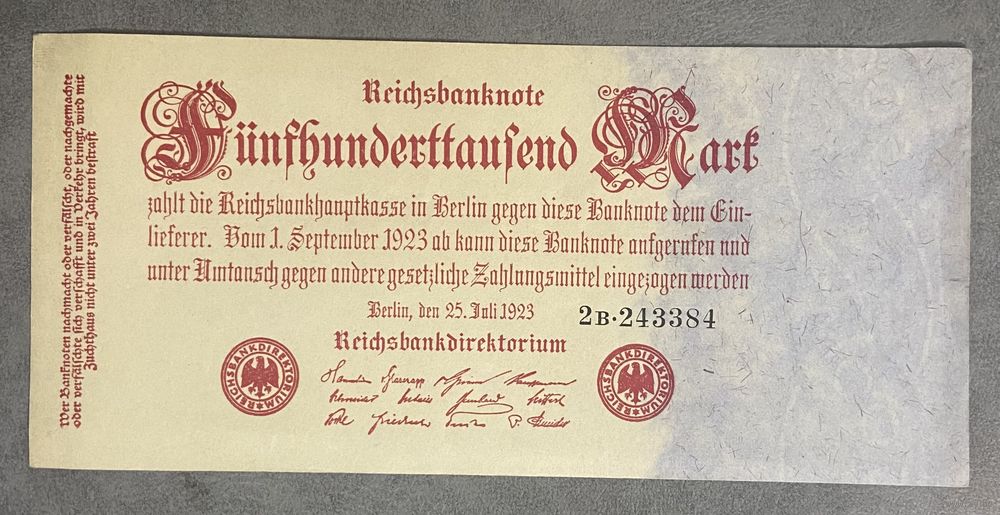 Reichsbanknote
Fünfhunderttausend Mark
zahlt die Reichsbankhauptkasse in Berlin gegen diese Banknote dem Ein-
lieferer. Vom 1. September 1923 ab kann diese Banknote aufgerufen und
unter Umtausch gegen andere gesetzliche Zahlungsmittel eingezogen werden
Berlin, den 25. Juli 1923
2B·243384
Reichsbankdirektorium
REICHSBANKDIREKTORIUM
REICHSBANKDIREKTORIUM
Wer Banknoten nachmacht oder verfälscht, oder nachgemachte
oder verfälschte sich verschafft und in Verkehr bringt, wird mit
Zuchthaus nicht unter zwei Jahren bestraft